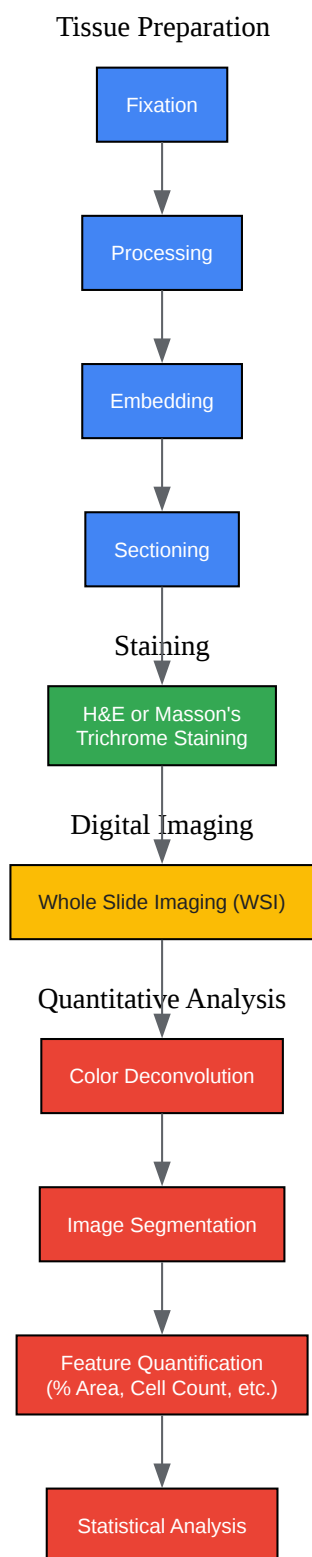 Tissue Preparation
Fixation
Processing
Embedding
Sectioning
Staining
H&E or Masson's
Trichrome Staining
Digital Imaging
Whole Slide Imaging (WSI)
Quantitative Analysis
Color Deconvolution
Image Segmentation
Feature Quantification
(% Area, Cell Count, etc.)
Statistical Analysis